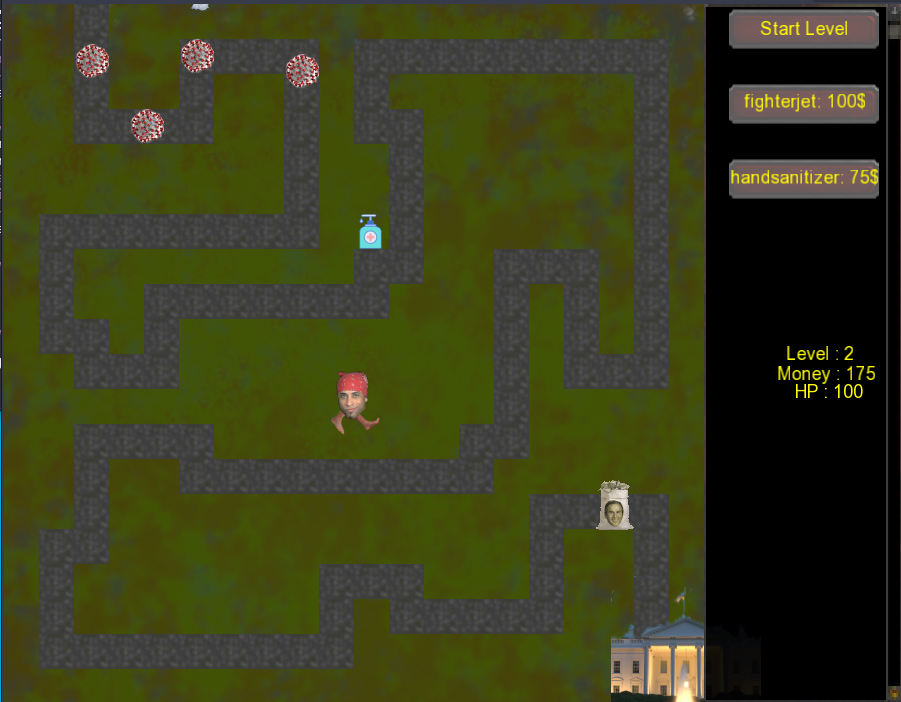 Start Level
fighterjet: 100$
handsanitizer: 75$
Level : 2
Money : 175
HP : 100